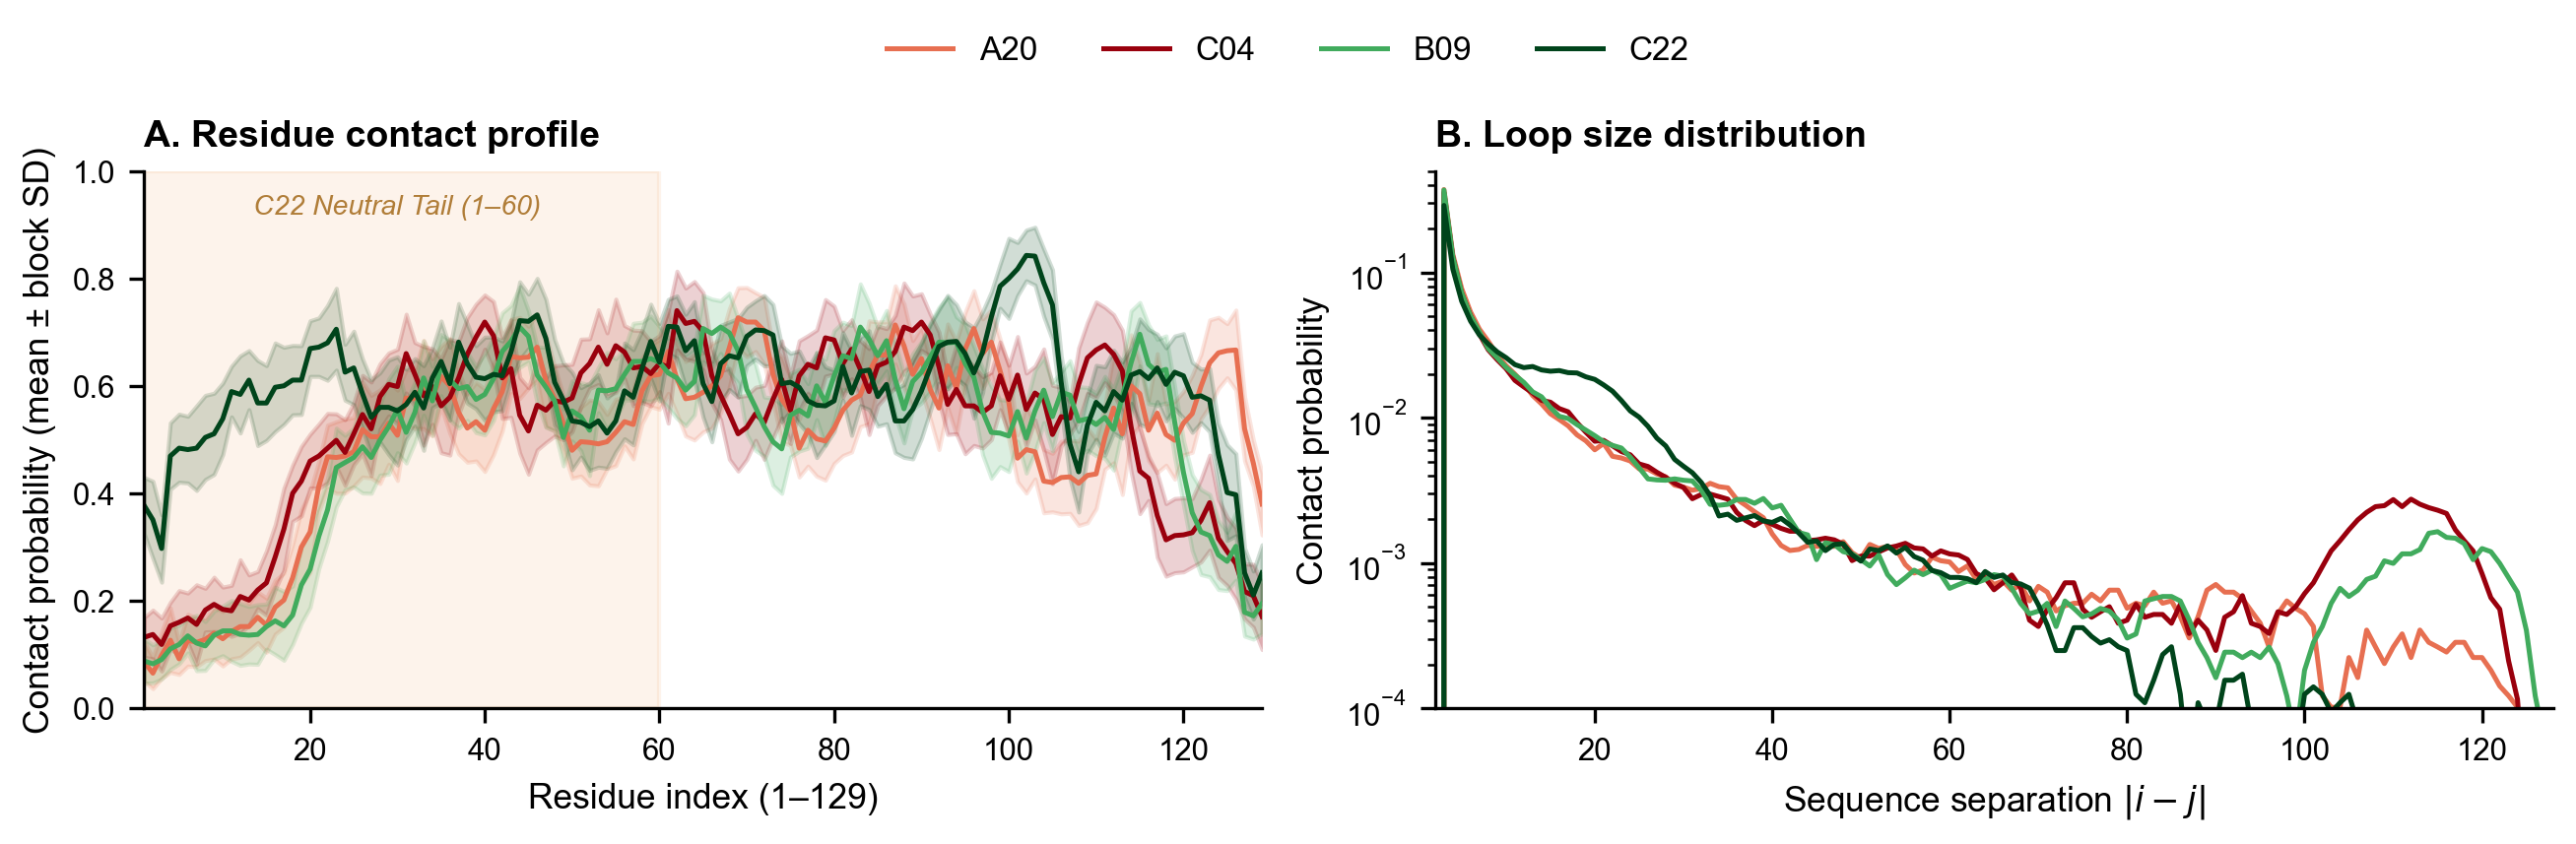 A20 C04 B09 C22
A. Residue contact profile
Contact probability (mean ± block SD)
1.0
0.8
0.6
0.4
0.2
0.0
C22 Neutral Tail (1–60)
20 40 60 80 100 120
Residue index (1–129)
B. Loop size distribution
Contact probability
10⁻¹
10⁻²
10⁻³
10⁻⁴
20 40 60 80 100 120
Sequence separation |i − j|